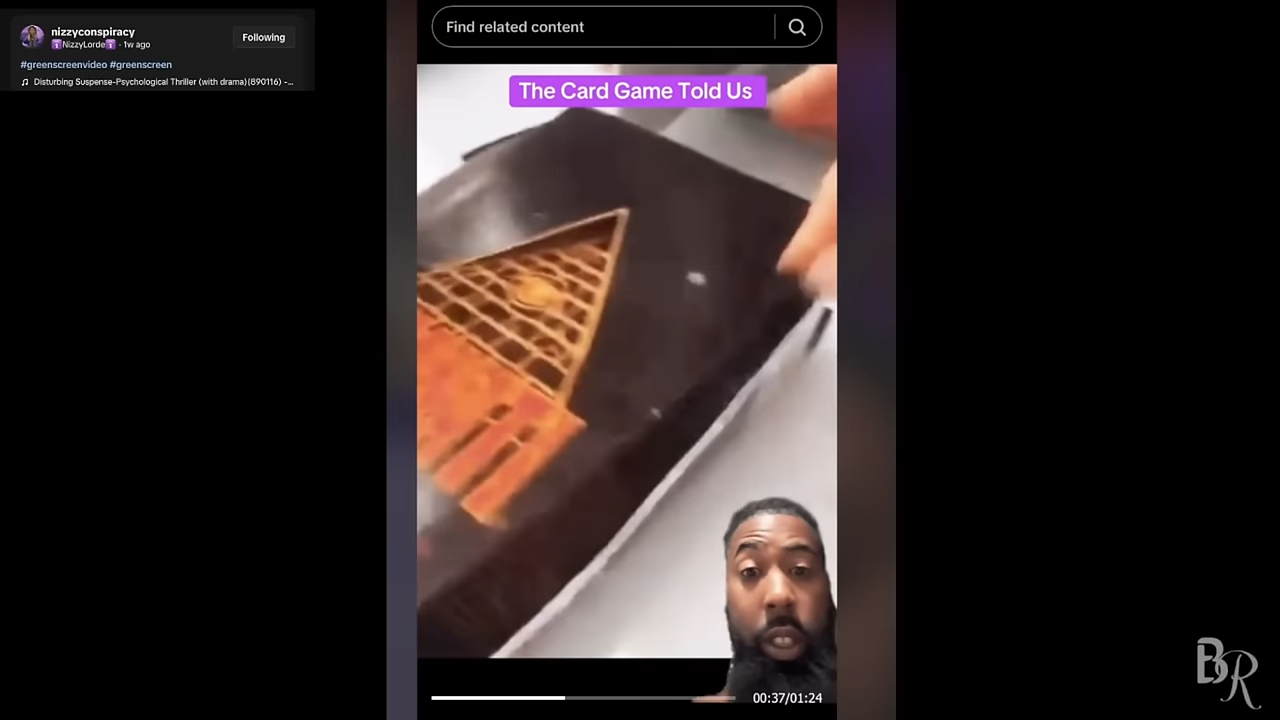 nizzyconspiracy
NizzyLorde · 1w ago
Following
#greenscreenvideo #greenscreen
Disturbing Suspense-Psychological Thriller (with drama)(890116) -...
Find related content
The Card Game Told Us
00:37/01:24
BR